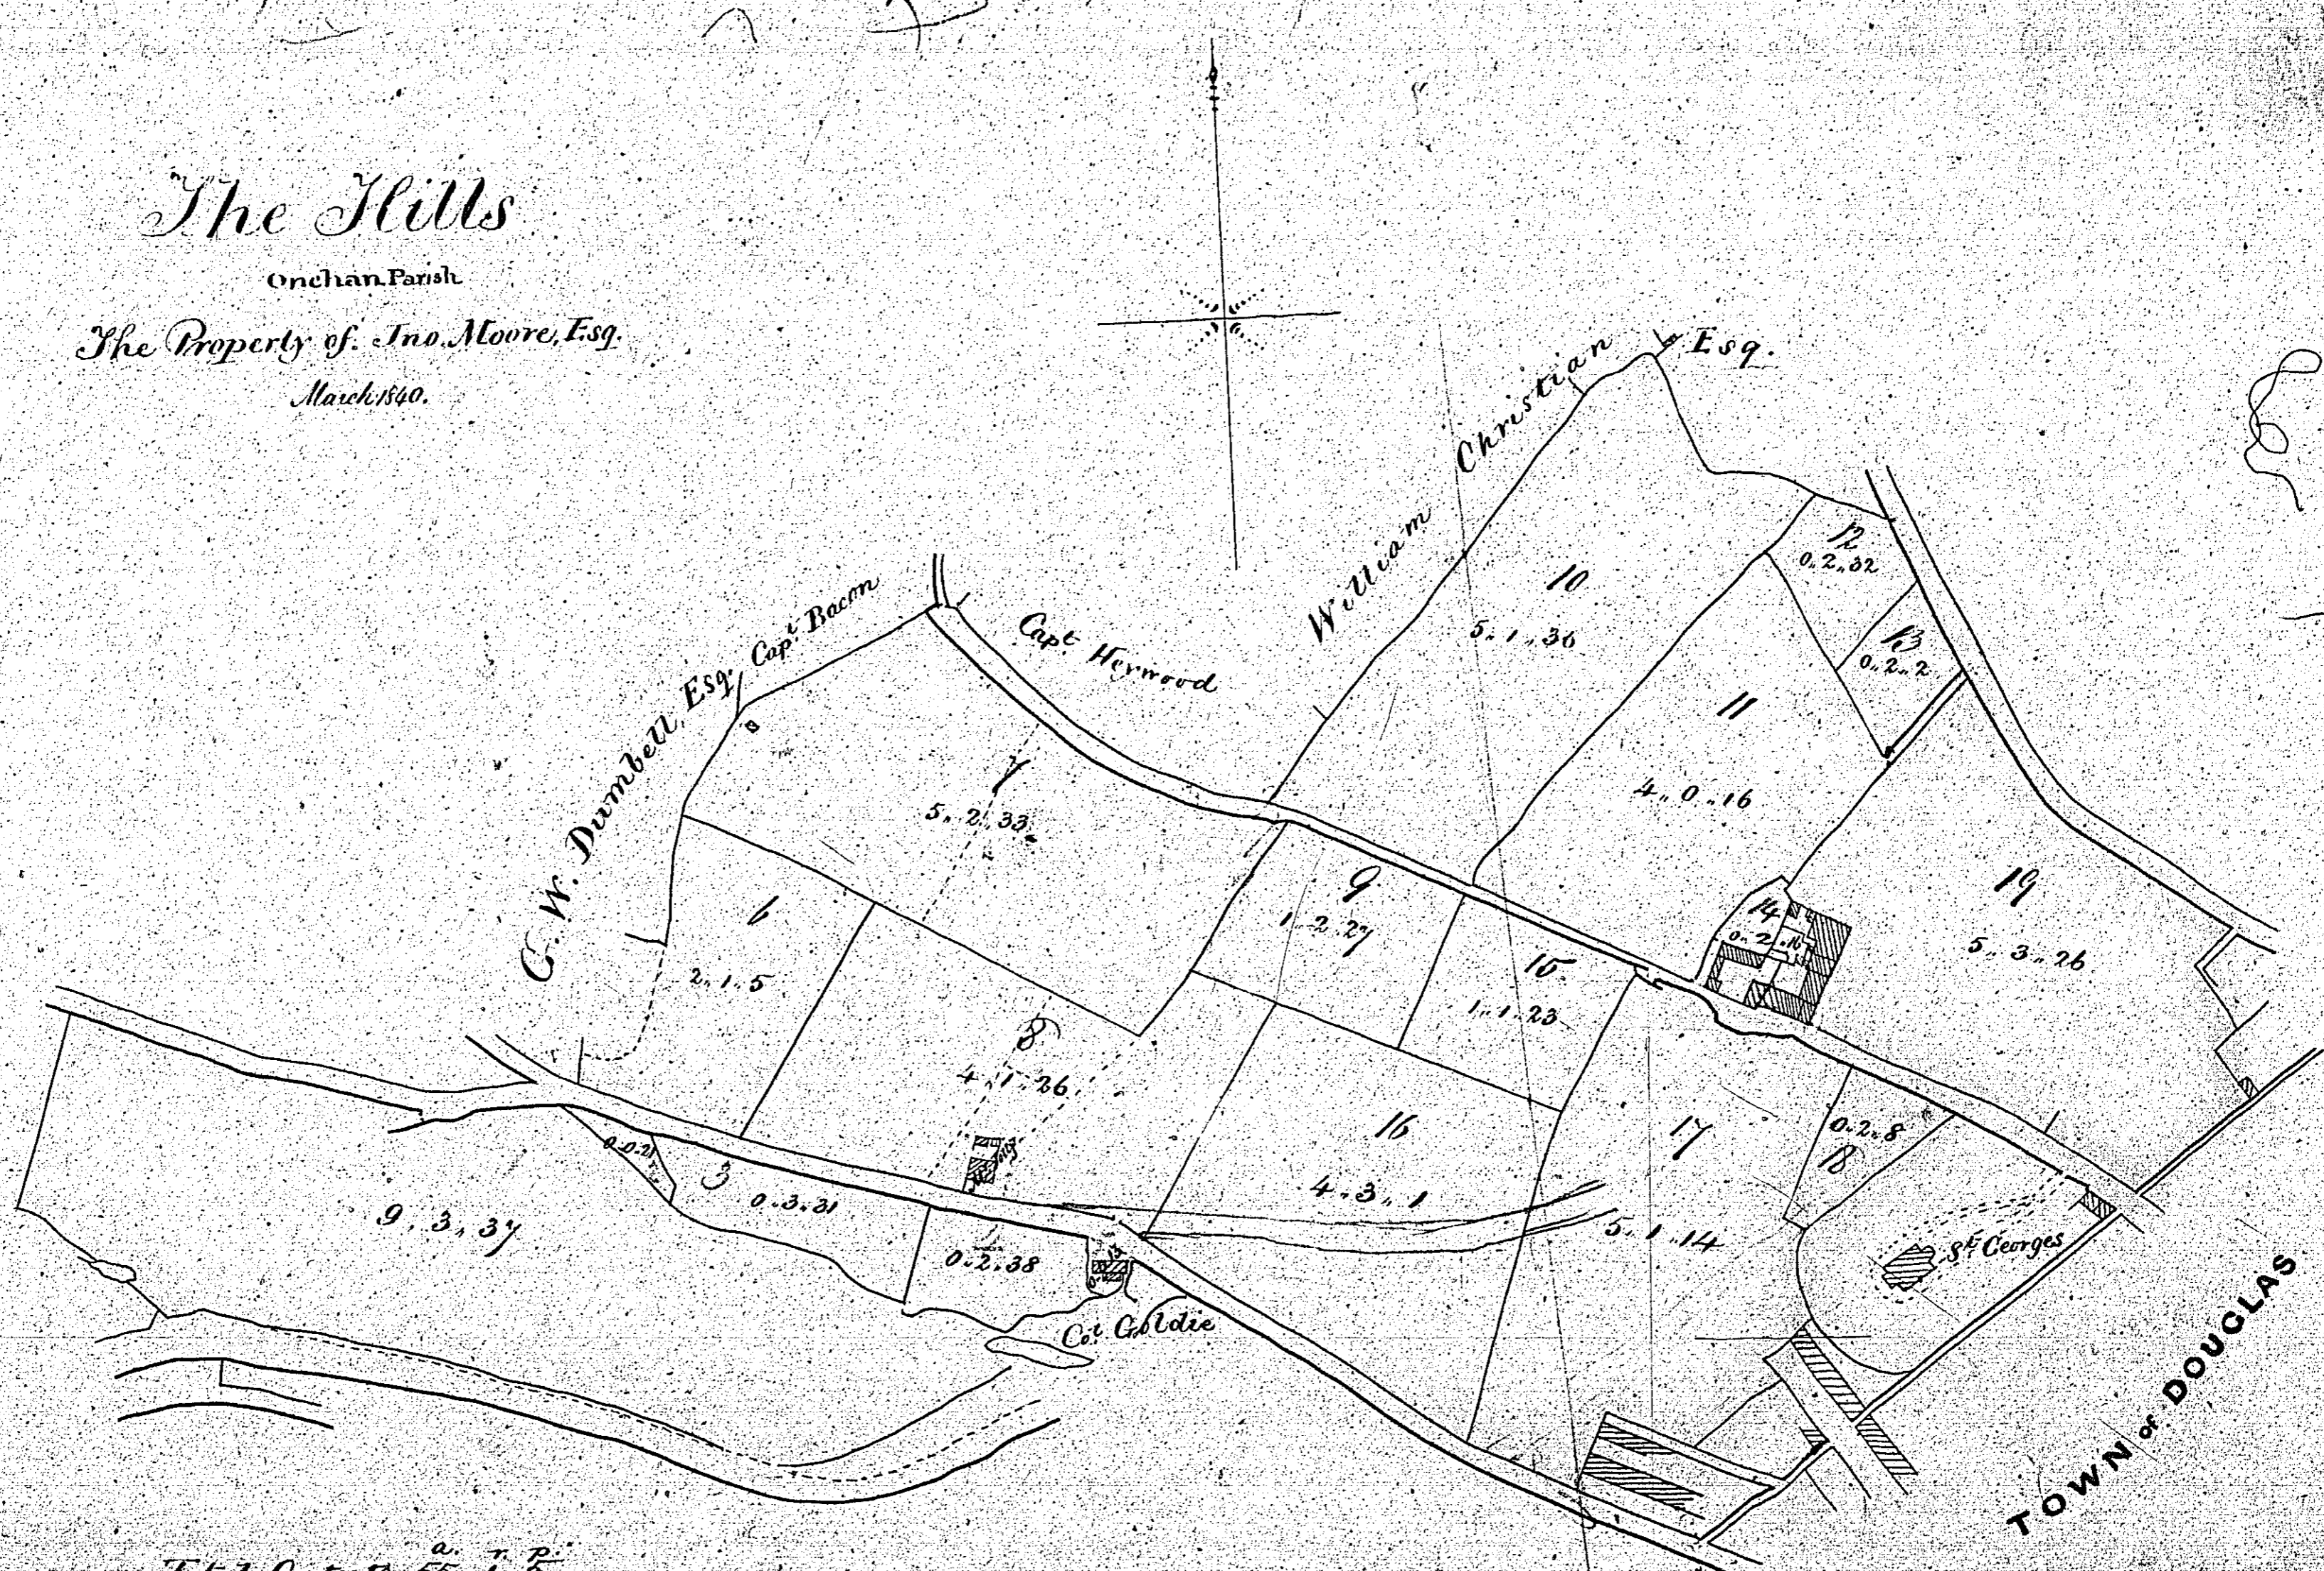 The Hills
Onchan Parish
The Property of Jno. Moore, Esq.
March 1840.
William Christian Esq.
Capt. Bacon
Capt Heywood
G. W. Dumbell, Esq.
12
0..2..32
10
5..1..36
13
0..2..2
11
4..0..16
7
5..2..33
19
5..3..26
9
1..2..27
14
0..2..16
6
2..1..5
15
1..1..23
8
4..1..26
16
4..3..1
17
5..1..14
0..2..8
18
0..0..21
3
0..3..31
9..3..37
0..2..38
St. Georges
Col Goldie
TOWN of DOUGLAS
a. r. p.